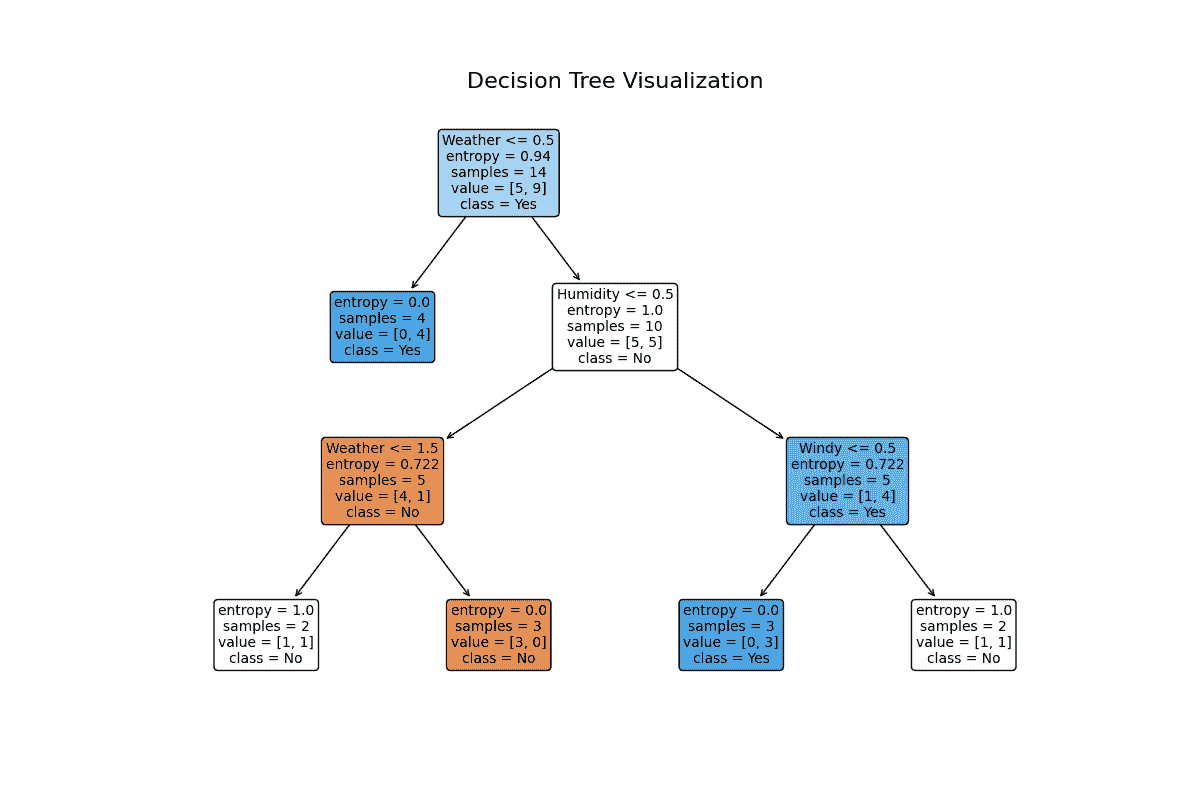 Decision Tree Visualization
Weather <= 0.5
entropy = 0.94
samples = 14
value = [5, 9]
class = Yes
entropy = 0.0
samples = 4
value = [0, 4]
class = Yes
Humidity <= 0.5
entropy = 1.0
samples = 10
value = [5, 5]
class = No
Weather <= 1.5
entropy = 0.722
samples = 5
value = [4, 1]
class = No
Windy <= 0.5
entropy = 0.722
samples = 5
value = [1, 4]
class = Yes
entropy = 1.0
samples = 2
value = [1, 1]
class = No
entropy = 0.0
samples = 3
value = [3, 0]
class = No
entropy = 0.0
samples = 3
value = [0, 3]
class = Yes
entropy = 1.0
samples = 2
value = [1, 1]
class = No